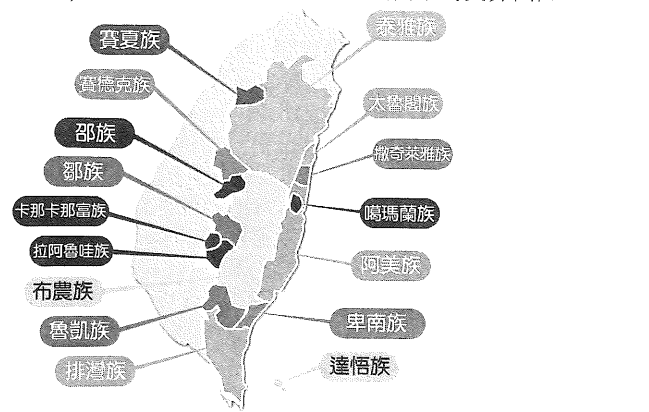 賽夏族
泰雅族
賽德克族
太魯閣族
邵族
撒奇萊雅族
鄒族
卡那卡那富族
噶瑪蘭族
拉阿魯哇族
阿美族
布農族
魯凱族
卑南族
排灣族
達悟族